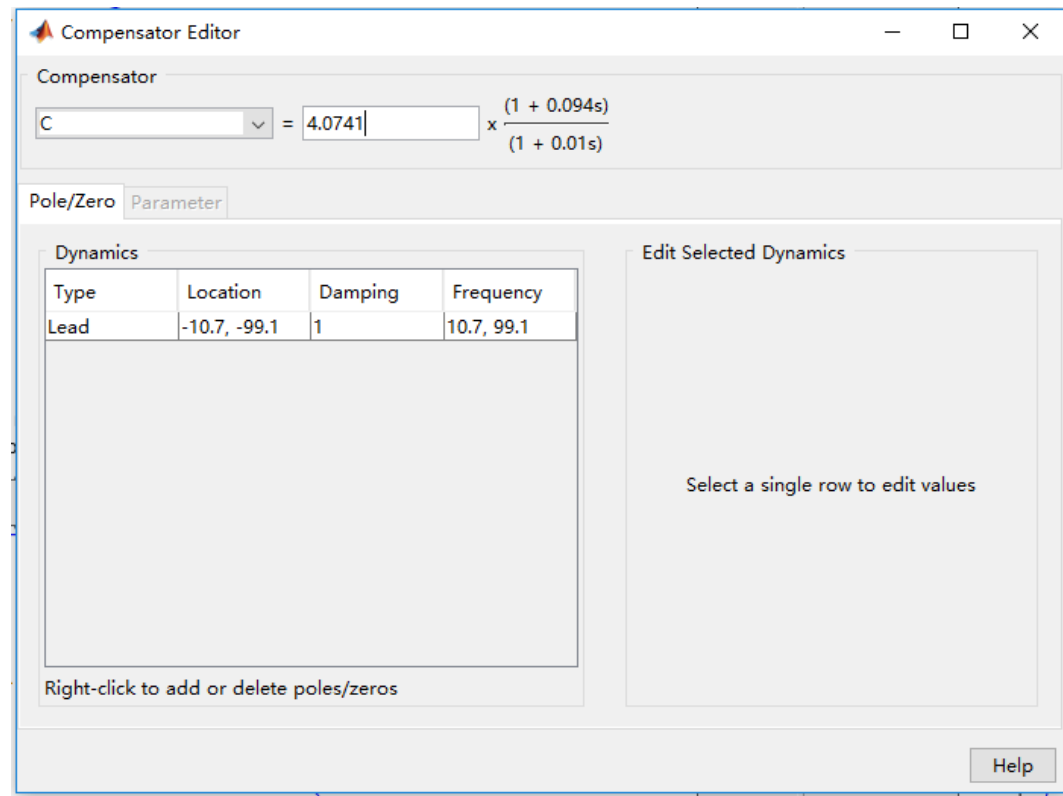 Compensator Editor
Compensator
C = 4.0741 x (1 + 0.094s)
(1 + 0.01s)
Pole/Zero Parameter
Dynamics
Type Location Damping Frequency
Lead -10.7, -99.1 1 10.7, 99.1
Right-click to add or delete poles/zeros
Edit Selected Dynamics
Select a single row to edit values
Help